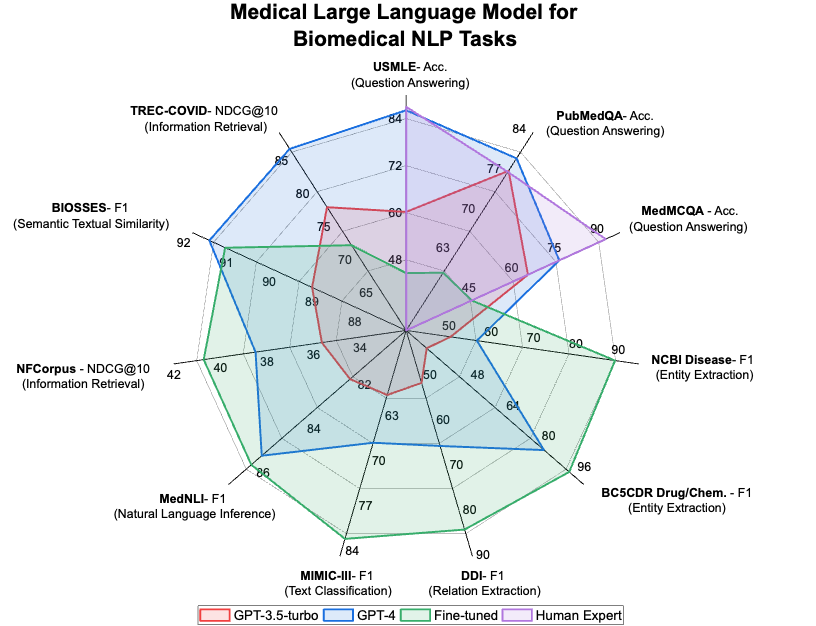 Medical Large Language Model for
Biomedical NLP Tasks
USMLE- Acc.
(Question Answering)
TREC-COVID- NDCG@10
(Information Retrieval)
PubMedQA- Acc.
(Question Answering)
84
84
85
77
72
80
BIOSSES- F1
(Semantic Textual Similarity)
MedMCQA - Acc.
(Question Answering)
70
60
75
90
92
63
75
48
70
91
60
90
65
45
89
88
50
60
70
80
90
34
36
38
40
42
NFCorpus - NDCG@10
(Information Retrieval)
NCBI Disease- F1
(Entity Extraction)
82
50
48
63
64
84
60
80
70
70
86
96
MedNLI- F1
(Natural Language Inference)
BC5CDR Drug/Chem. - F1
(Entity Extraction)
77
80
84
90
MIMIC-III- F1
(Text Classification)
DDI- F1
(Relation Extraction)
GPT-3.5-turbo
GPT-4
Fine-tuned
Human Expert